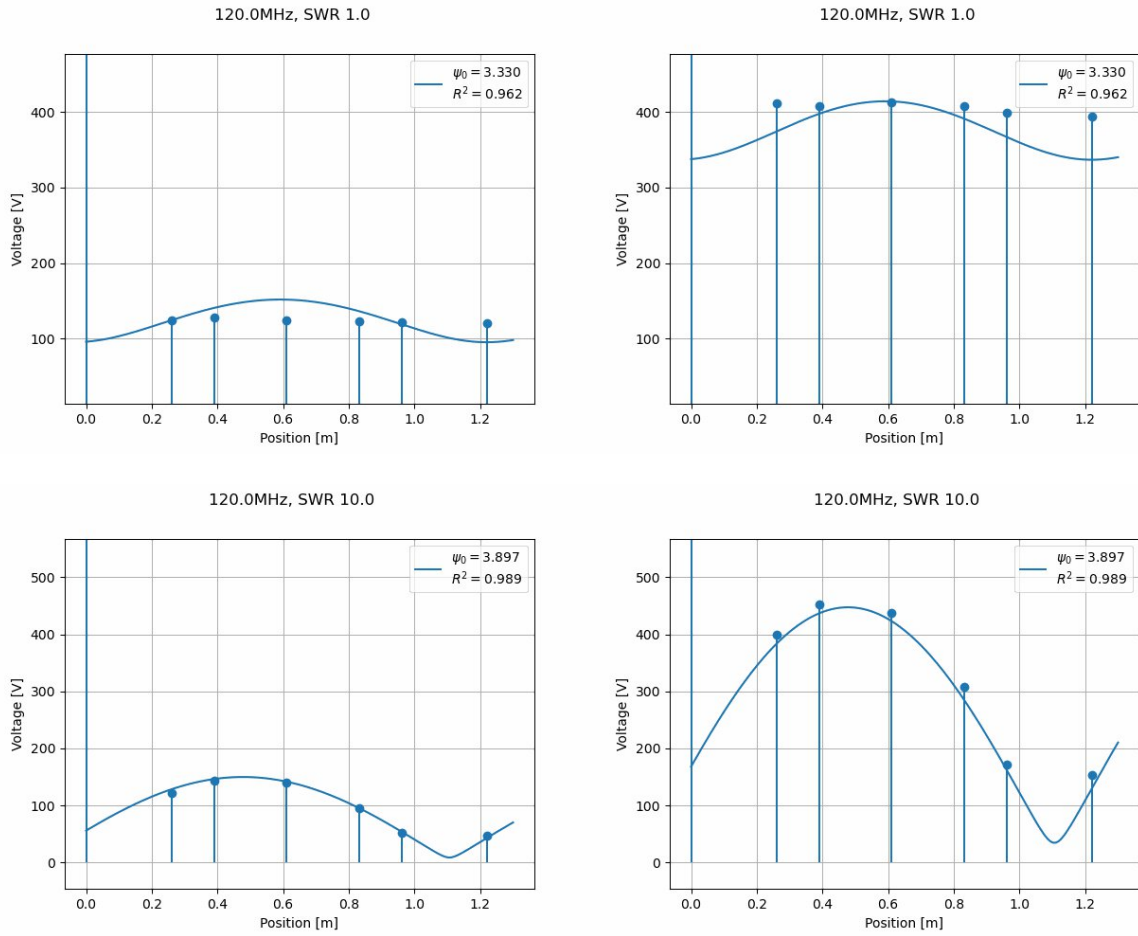 120.0MHz, SWR 1.0
ψ₀ = 3.330
R² = 0.962
400
300
200
100
Voltage [V]
0.0 0.2 0.4 0.6 0.8 1.0 1.2
Position [m]
120.0MHz, SWR 1.0
ψ₀ = 3.330
R² = 0.962
400
300
200
100
Voltage [V]
0.0 0.2 0.4 0.6 0.8 1.0 1.2
Position [m]
120.0MHz, SWR 10.0
ψ₀ = 3.897
R² = 0.989
500
400
300
200
100
0
Voltage [V]
0.0 0.2 0.4 0.6 0.8 1.0 1.2
Position [m]
120.0MHz, SWR 10.0
ψ₀ = 3.897
R² = 0.989
500
400
300
200
100
0
Voltage [V]
0.0 0.2 0.4 0.6 0.8 1.0 1.2
Position [m]